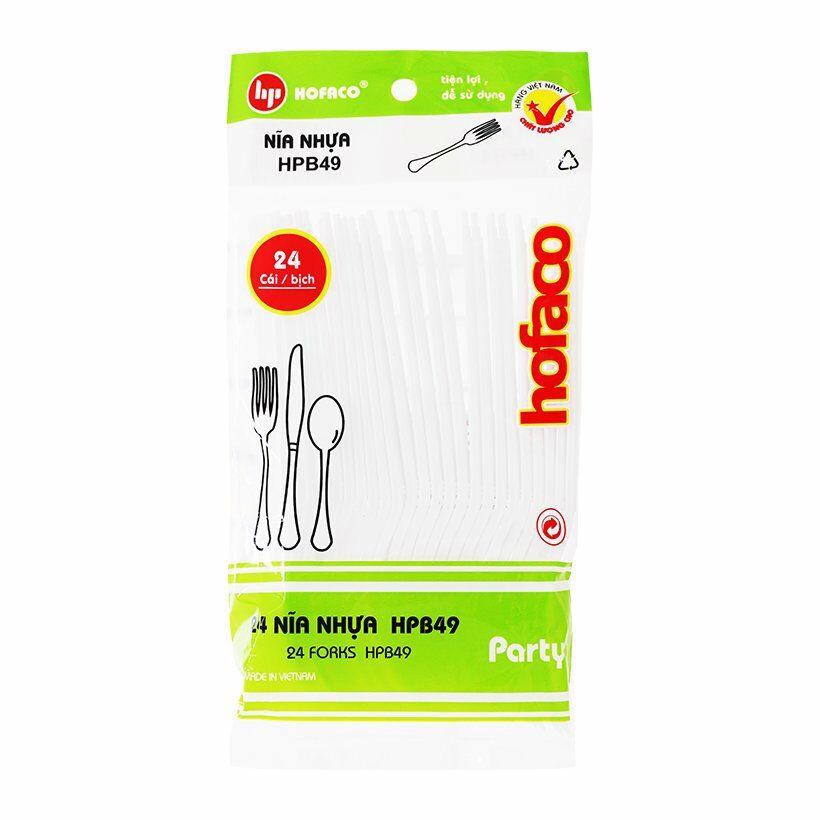 hp HOFACO®
tiện lợi,
dễ sử dụng
HÀNG VIỆT NAM
CHẤT LƯỢNG CAO
NĨA NHỰA
HPB49
24
Cái / bịch
hofaco
24 NĨA NHỰA HPB49
24 FORKS HPB49
Party
MADE IN VIETNAM